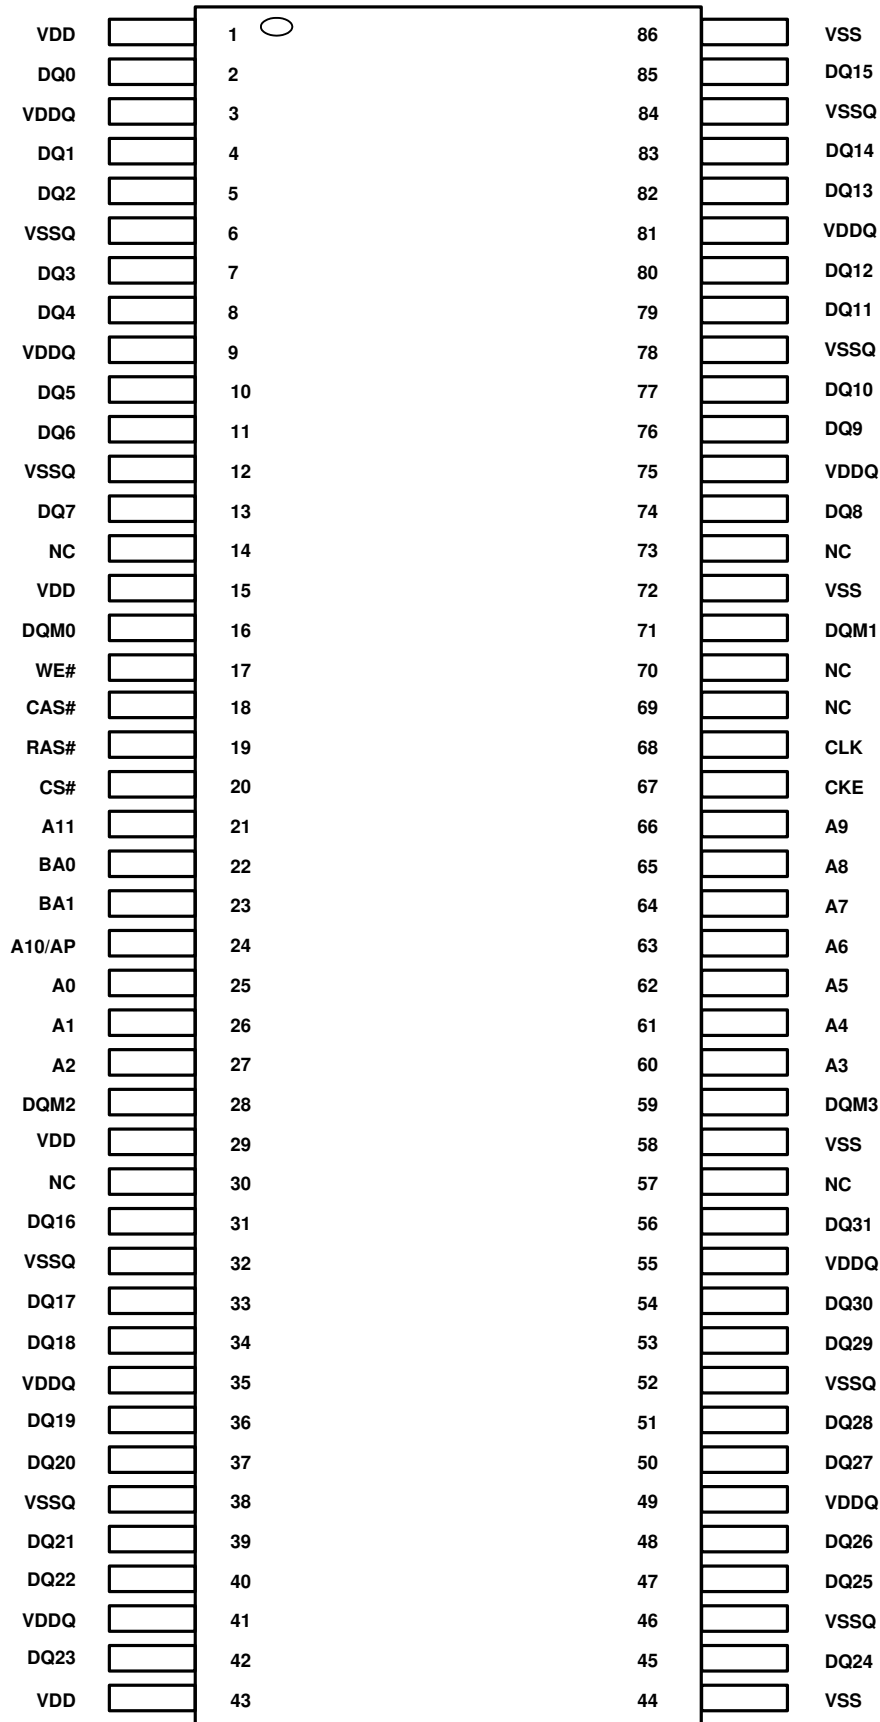 VDD 1 86 VSS
DQ0 2 85 DQ15
VDDQ 3 84 VSSQ
DQ1 4 83 DQ14
DQ2 5 82 DQ13
VSSQ 6 81 VDDQ
DQ3 7 80 DQ12
DQ4 8 79 DQ11
VDDQ 9 78 VSSQ
DQ5 10 77 DQ10
DQ6 11 76 DQ9
VSSQ 12 75 VDDQ
DQ7 13 74 DQ8
NC 14 73 NC
VDD 15 72 VSS
DQM0 16 71 DQM1
WE# 17 70 NC
CAS# 18 69 NC
RAS# 19 68 CLK
CS# 20 67 CKE
A11 21 66 A9
BA0 22 65 A8
BA1 23 64 A7
A10/AP 24 63 A6
A0 25 62 A5
A1 26 61 A4
A2 27 60 A3
DQM2 28 59 DQM3
VDD 29 58 VSS
NC 30 57 NC
DQ16 31 56 DQ31
VSSQ 32 55 VDDQ
DQ17 33 54 DQ30
DQ18 34 53 DQ29
VDDQ 35 52 VSSQ
DQ19 36 51 DQ28
DQ20 37 50 DQ27
VSSQ 38 49 VDDQ
DQ21 39 48 DQ26
DQ22 40 47 DQ25
VDDQ 41 46 VSSQ
DQ23 42 45 DQ24
VDD 43 44 VSS